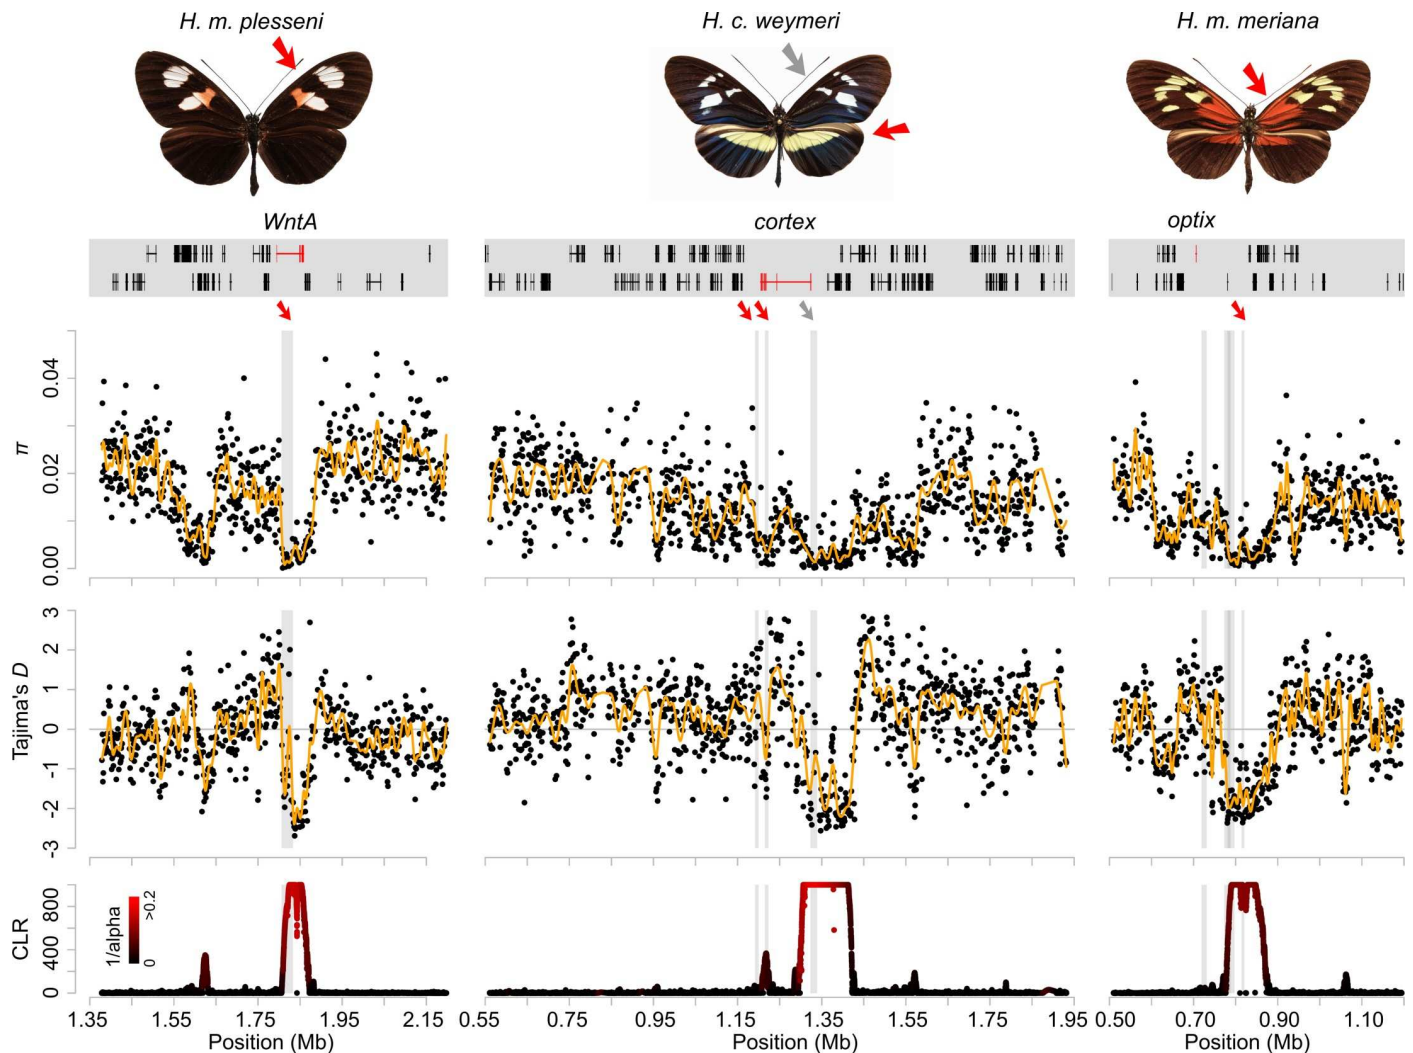 H. m. plesseni
H. c. weymeri
H. m. meriana
WntA
cortex
optix
π
0.04
0.02
0.00
Tajima's D
3
2
1
0
-1
-2
-3
CLR
800
400
0
1/alpha
>0.2
0
1.35 1.55 1.75 1.95 2.15
Position (Mb)
0.55 0.75 0.95 1.15 1.35 1.55 1.75 1.95
Position (Mb)
0.50 0.70 0.90 1.10
Position (Mb)